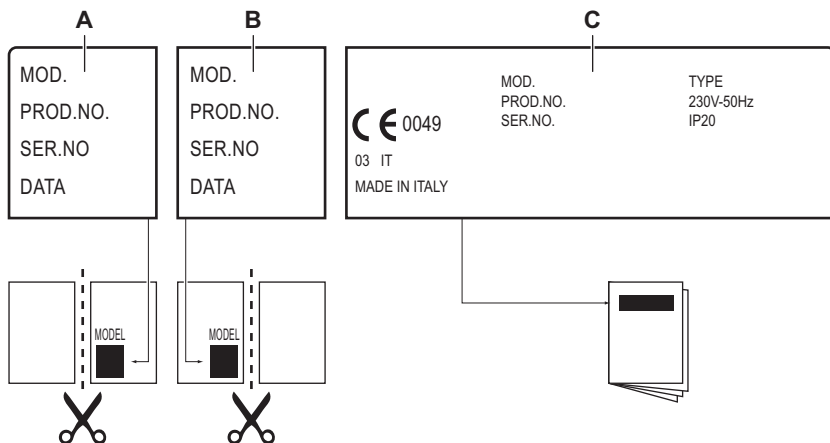 A B C
MOD.
PROD.NO.
SER.NO
DATA
MOD.
PROD.NO.
SER.NO
DATA
MOD. TYPE
PROD.NO. 230V-50Hz
SER.NO. IP20
CE 0049
03 IT
MADE IN ITALY
MODEL
MODEL